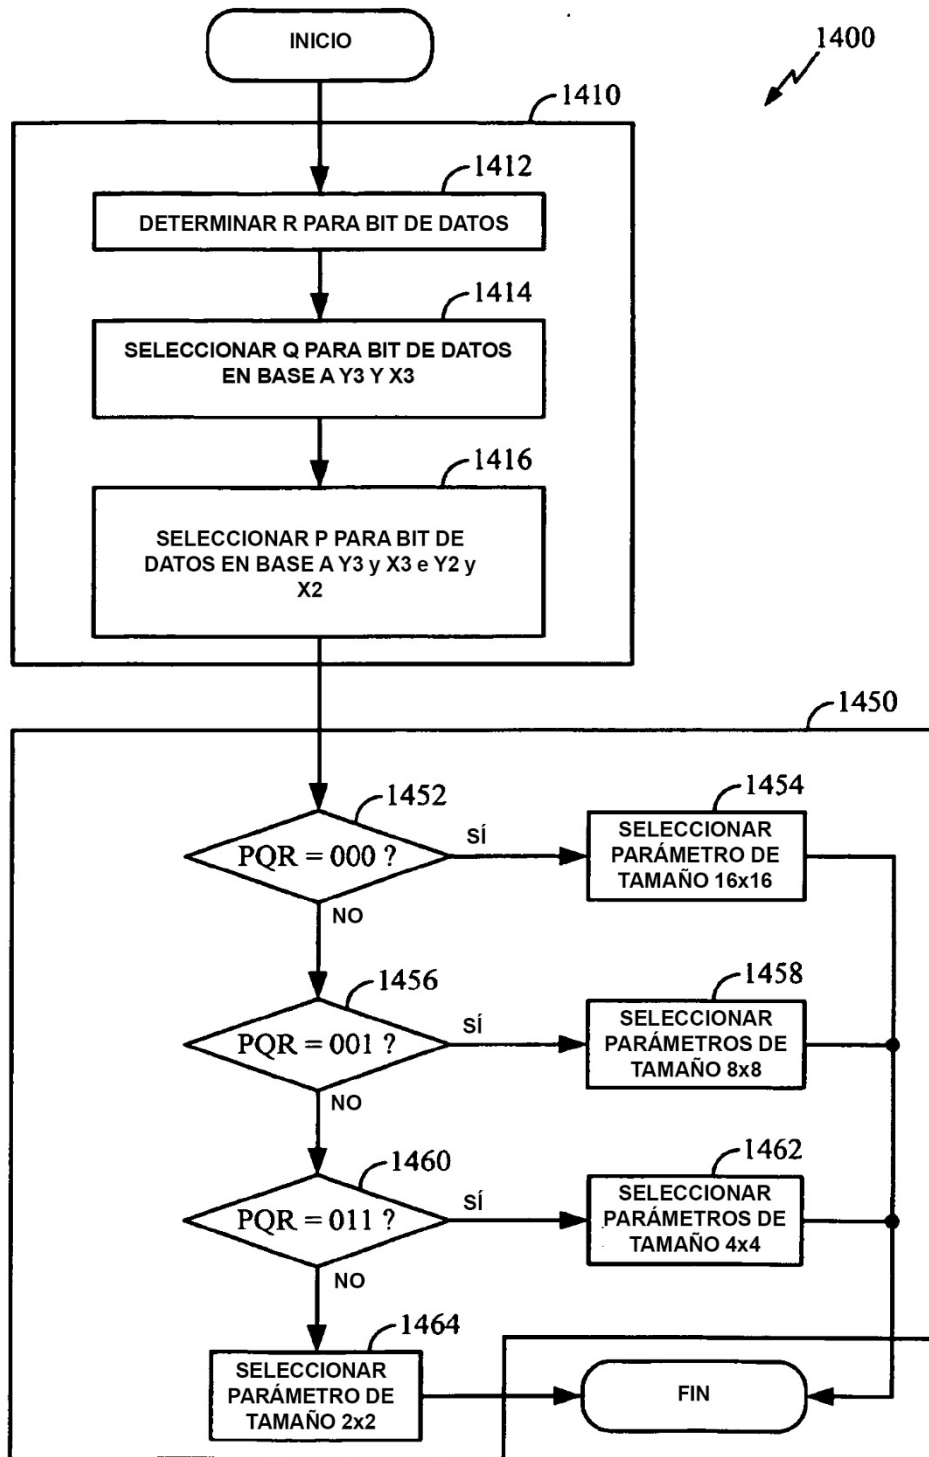 INICIO
1400
1410
1412
DETERMINAR R PARA BIT DE DATOS
1414
SELECCIONAR Q PARA BIT DE DATOS
EN BASE A Y3 Y X3
1416
SELECCIONAR P PARA BIT DE
DATOS EN BASE A Y3 y X3 e Y2 y
X2
1450
1452
PQR = 000 ?
SÍ
NO
1454
SELECCIONAR
PARÁMETRO DE
TAMAÑO 16x16
1456
PQR = 001 ?
SÍ
NO
1458
SELECCIONAR
PARÁMETROS DE
TAMAÑO 8x8
1460
PQR = 011 ?
SÍ
NO
1462
SELECCIONAR
PARÁMETROS DE
TAMAÑO 4x4
1464
SELECCIONAR
PARÁMETRO DE
TAMAÑO 2x2
FIN